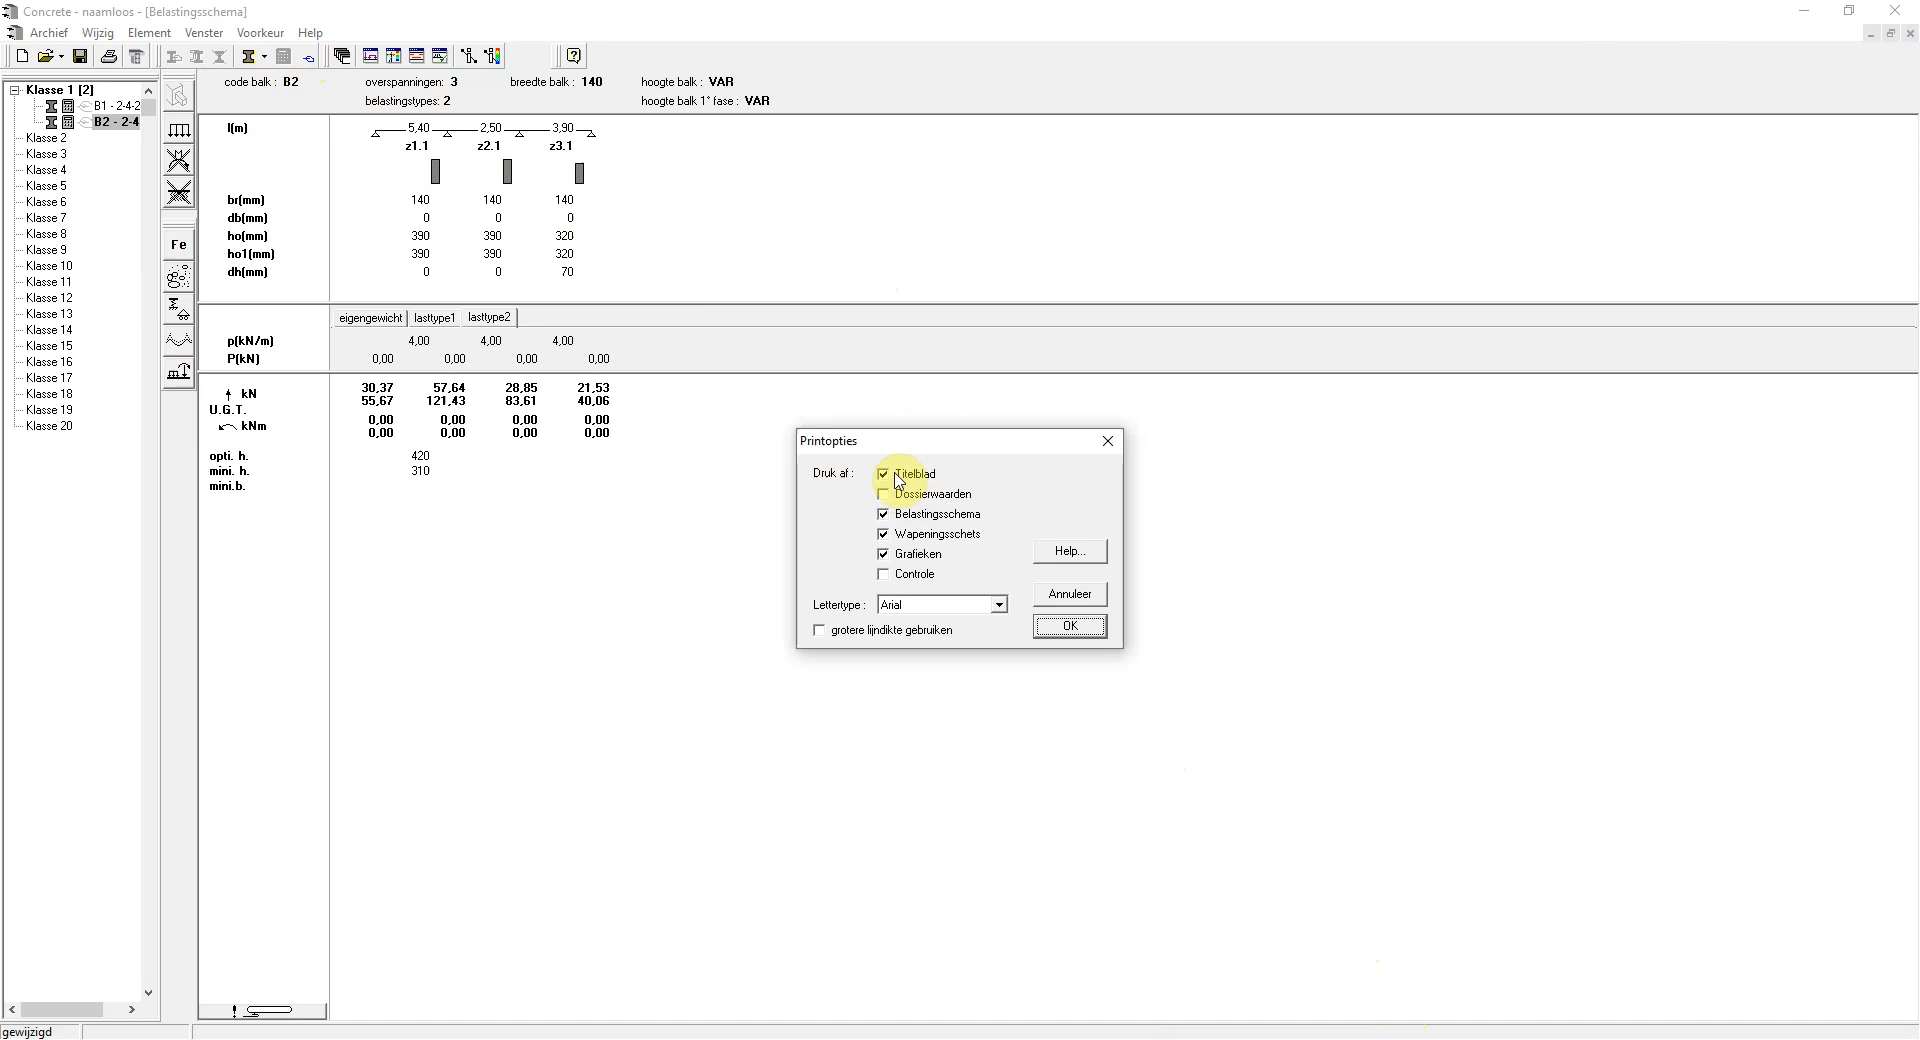 Concrete - naamloos - [Belastingsschema]
Archief Wijzig Element Venster Voorkeur Help
Klasse 1 [2]
B1 - 2-4-2
B2 - 2-4
Klasse 2
Klasse 3
Klasse 4
Klasse 5
Klasse 6
Klasse 7
Klasse 8
Klasse 9
Klasse 10
Klasse 11
Klasse 12
Klasse 13
Klasse 14
Klasse 15
Klasse 16
Klasse 17
Klasse 18
Klasse 19
Klasse 20
Fe
code balk : B2 overspanningen: 3 breedte balk : 140 hoogte balk : VAR
belastingstypes: 2 hoogte balk 1° fase : VAR
l(m) 5,40 2,50 3,90
z1.1 z2.1 z3.1
br(mm) 140 140 140
db(mm) 0 0 0
ho(mm) 390 390 320
ho1(mm) 390 390 320
dh(mm) 0 0 70
eigengewicht lasttype1 lasttype2
p(kN/m) 4,00 4,00 4,00
P(kN) 0,00 0,00 0,00 0,00
kN 30,37 57,64 28,85 21,53
U.G.T. 55,67 121,43 83,61 40,06
kNm 0,00 0,00 0,00 0,00
0,00 0,00 0,00 0,00
opti. h. 420
mini. h. 310
mini.b.
!
Printopties
Druk af : Titelblad
Dossierwaarden
Belastingsschema
Wapeningsschets
Grafieken
Controle
Help...
Annuleer
OK
Lettertype : Arial
grotere lijndikte gebruiken
gewijzigd